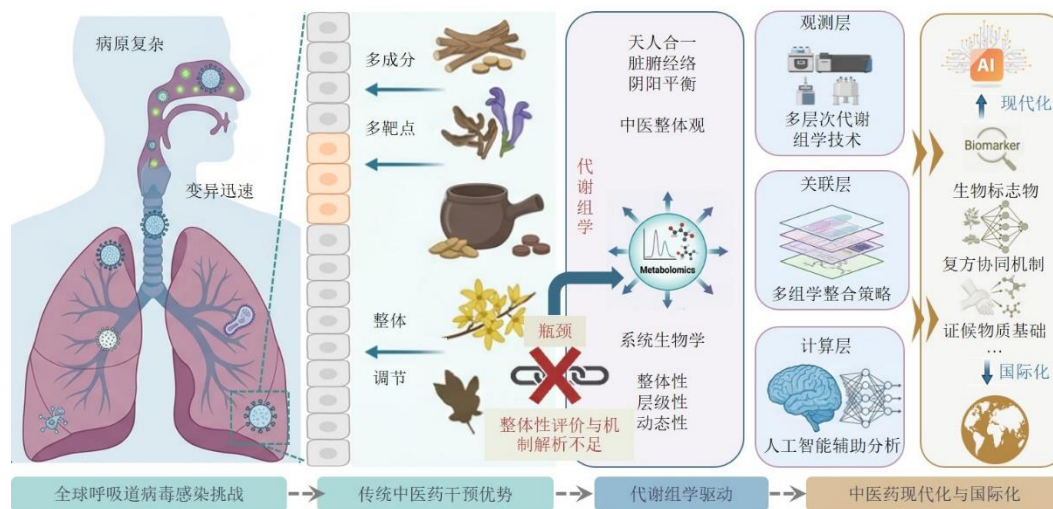 病原复杂
变异迅速
多成分
多靶点
整体
调节
瓶颈
整体性评价与机
制解析不足
天人合一
脏腑经络
阴阳平衡
中医整体观
代谢组学
Metabolomics
系统生物学
整体性
层级性
动态性
观测层
多层次代谢
组学技术
关联层
多组学整合策略
计算层
人工智能辅助分析
AI
现代化
Biomarker
生物标志物
复方协同机制
证候物质基础
...
国际化
全球呼吸道病毒感染挑战
传统中医药干预优势
代谢组学驱动
中医药现代化与国际化